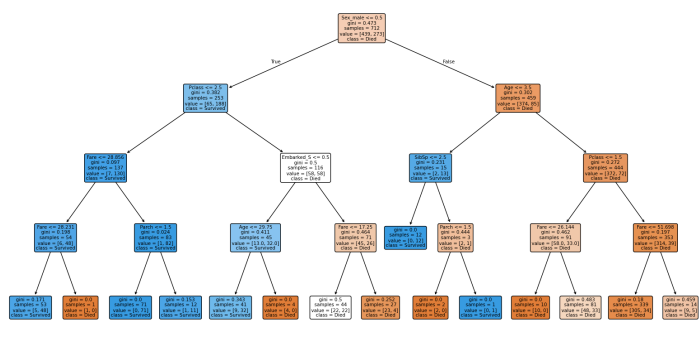 Sex_male <= 0.5
gini = 0.473
samples = 712
value = [439, 273]
class = Died
True
False
Pclass <= 2.5
gini = 0.382
samples = 253
value = [65, 188]
class = Survived
Age <= 3.5
gini = 0.302
samples = 459
value = [374, 85]
class = Died
Fare <= 28.856
gini = 0.097
samples = 137
value = [7, 130]
class = Survived
Embarked_S <= 0.5
gini = 0.5
samples = 116
value = [58, 58]
class = Died
SibSp <= 2.5
gini = 0.231
samples = 15
value = [2, 13]
class = Survived
Pclass <= 1.5
gini = 0.272
samples = 444
value = [372, 72]
class = Died
Fare <= 28.231
gini = 0.198
samples = 54
value = [6, 48]
class = Survived
Parch <= 1.5
gini = 0.024
samples = 83
value = [1, 82]
class = Survived
Age <= 29.75
gini = 0.411
samples = 45
value = [13.0, 32.0]
class = Survived
Fare <= 17.25
gini = 0.464
samples = 71
value = [45, 26]
class = Died
gini = 0.0
samples = 12
value = [0, 12]
class = Survived
Parch <= 1.5
gini = 0.444
samples = 3
value = [2, 1]
class = Died
Fare <= 26.144
gini = 0.462
samples = 91
value = [58.0, 33.0]
class = Died
Fare <= 51.698
gini = 0.197
samples = 353
value = [314, 39]
class = Died
gini = 0.171
samples = 53
value = [5, 48]
class = Survived
gini = 0.0
samples = 1
value = [1, 0]
class = Died
gini = 0.0
samples = 71
value = [0, 71]
class = Survived
gini = 0.153
samples = 12
value = [1, 11]
class = Survived
gini = 0.343
samples = 41
value = [9, 32]
class = Survived
gini = 0.0
samples = 4
value = [4, 0]
class = Died
gini = 0.5
samples = 44
value = [22, 22]
class = Died
gini = 0.252
samples = 27
value = [23, 4]
class = Died
gini = 0.0
samples = 2
value = [2, 0]
class = Died
gini = 0.0
samples = 1
value = [0, 1]
class = Survived
gini = 0.0
samples = 10
value = [10, 0]
class = Died
gini = 0.483
samples = 81
value = [48, 33]
class = Died
gini = 0.18
samples = 339
value = [305, 34]
class = Died
gini = 0.459
samples = 14
value = [9, 5]
class = Died